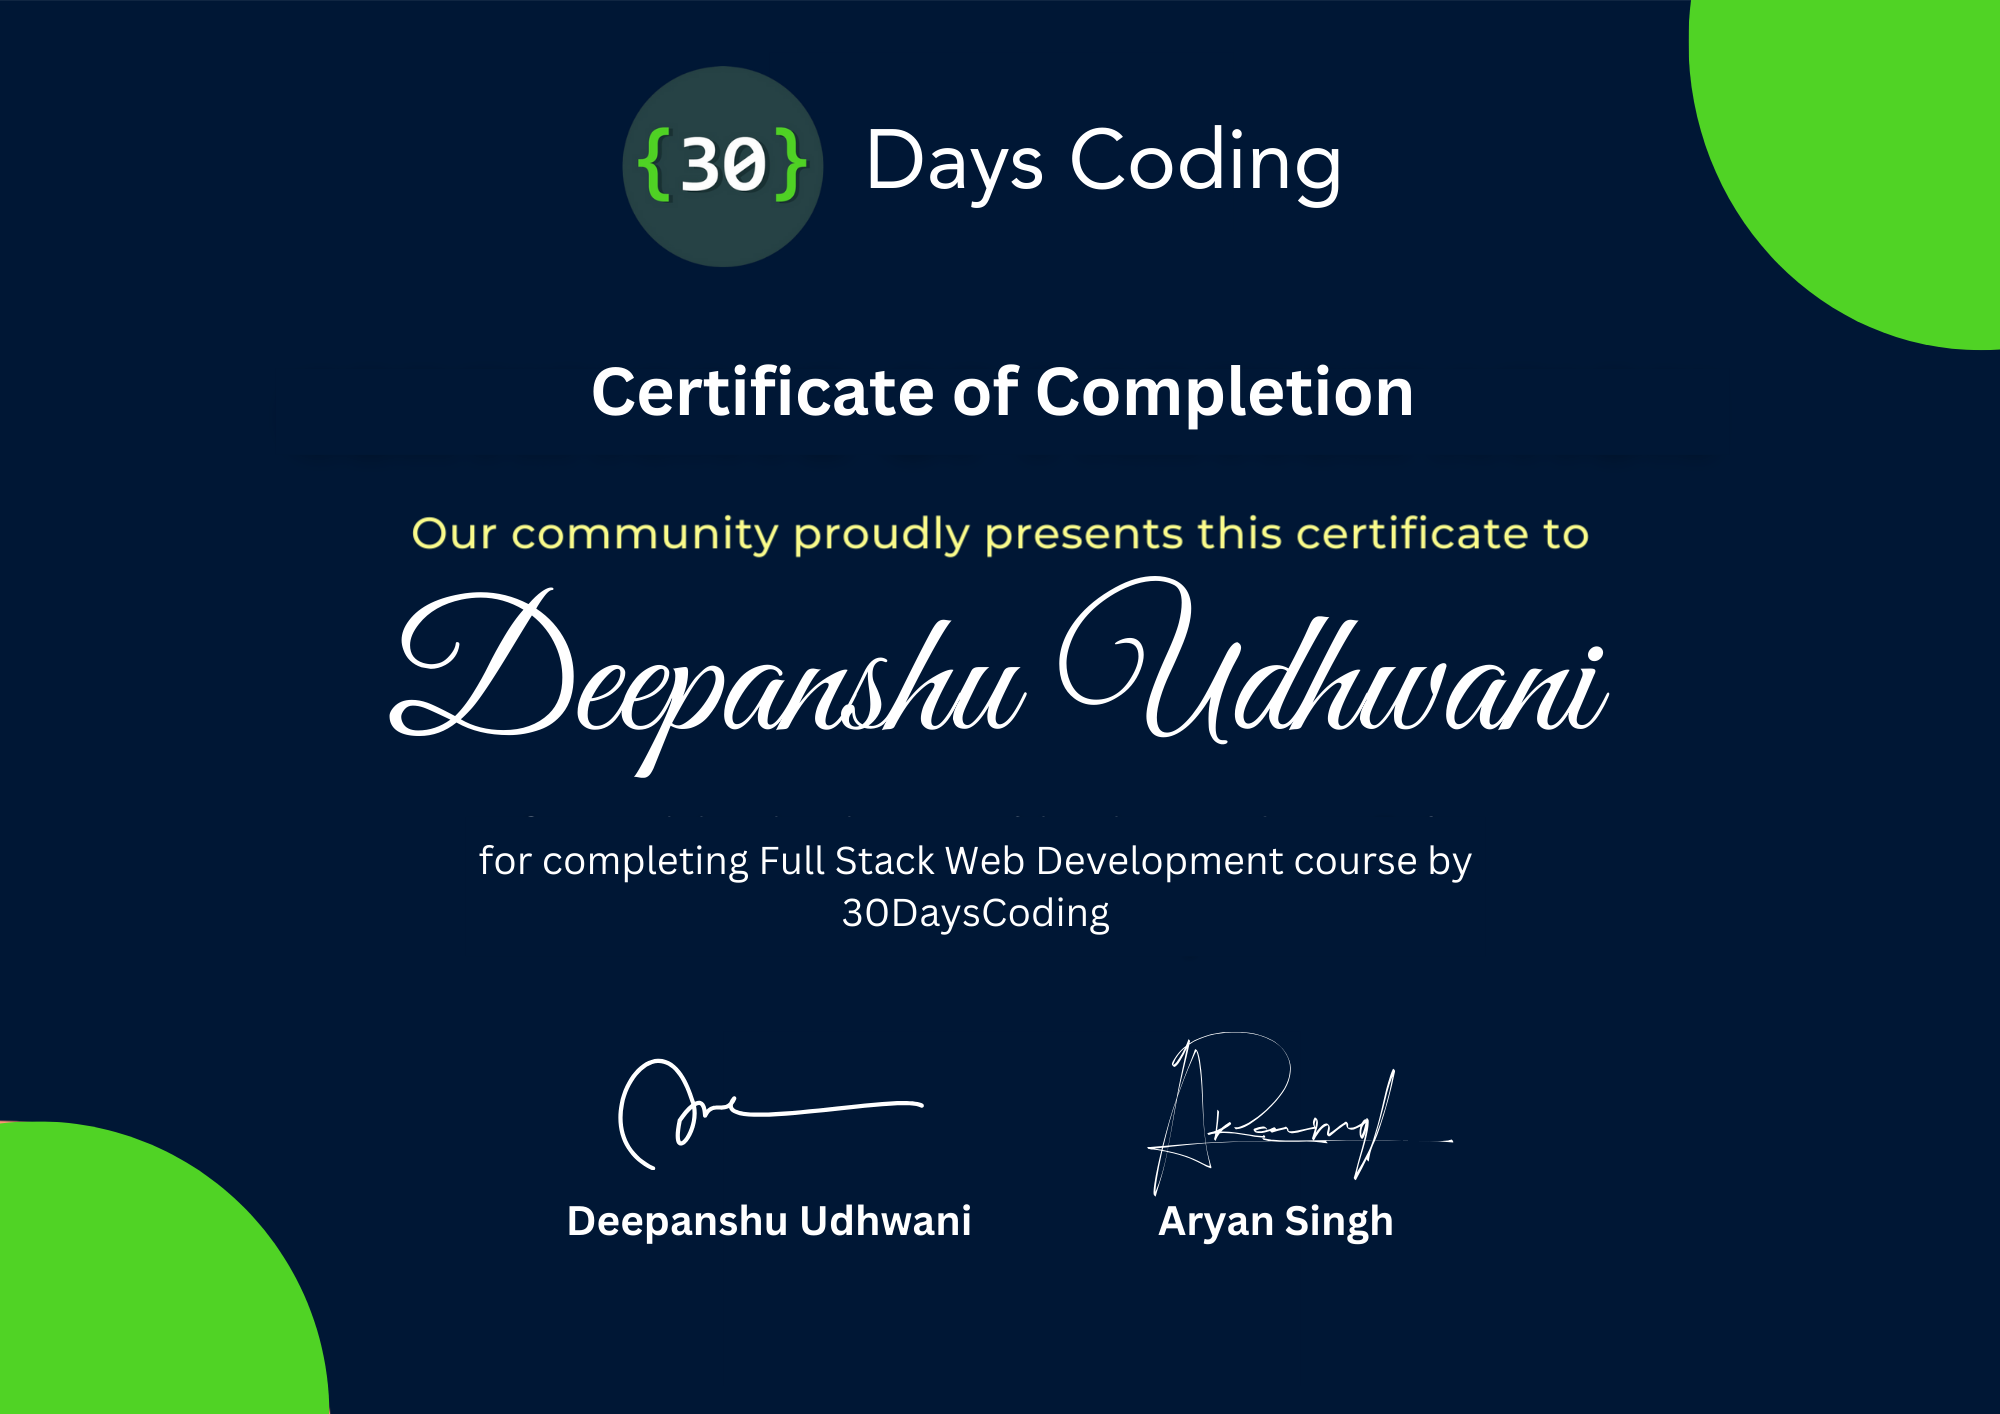 {30} Days Coding
Certificate of Completion
Our community proudly presents this certificate to
Deepanshu Udhwani
for completing Full Stack Web Development course by
30DaysCoding
Deepanshu Udhwani
Aryan Singh